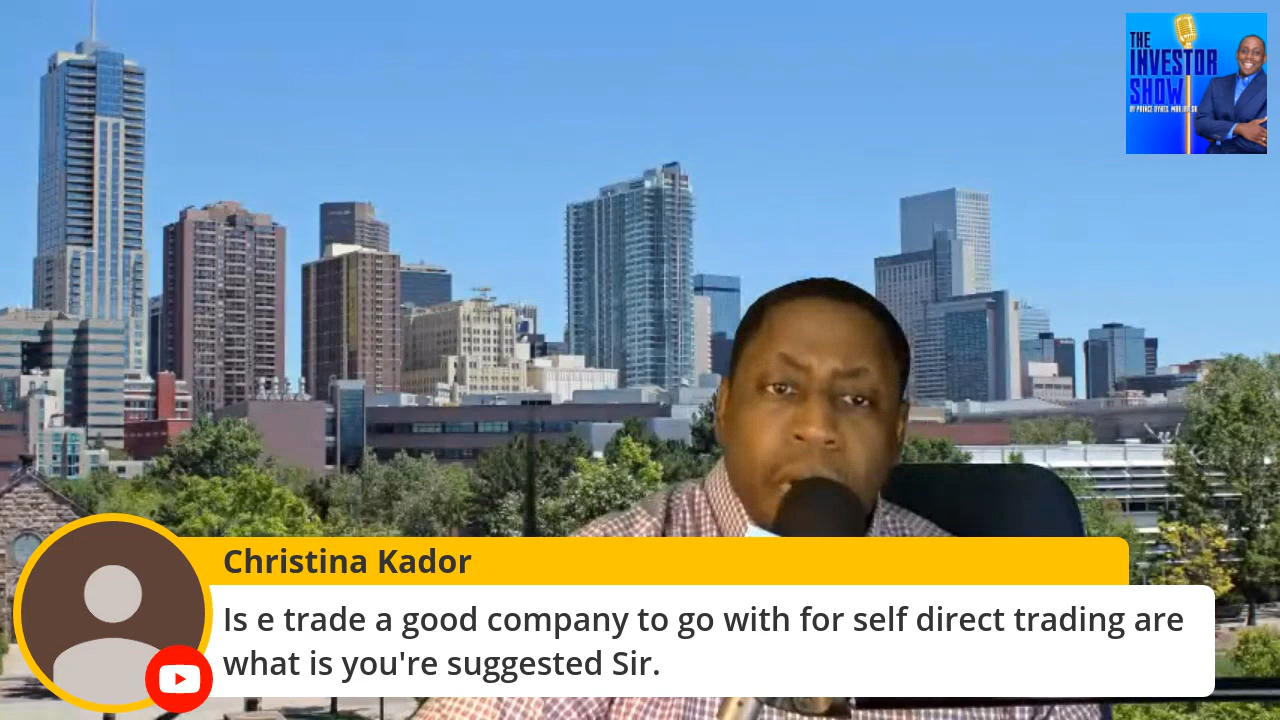 THE
INVESTOR
SHOW
Christina Kador
Is e trade a good company to go with for self direct trading are
what is you're suggested Sir.